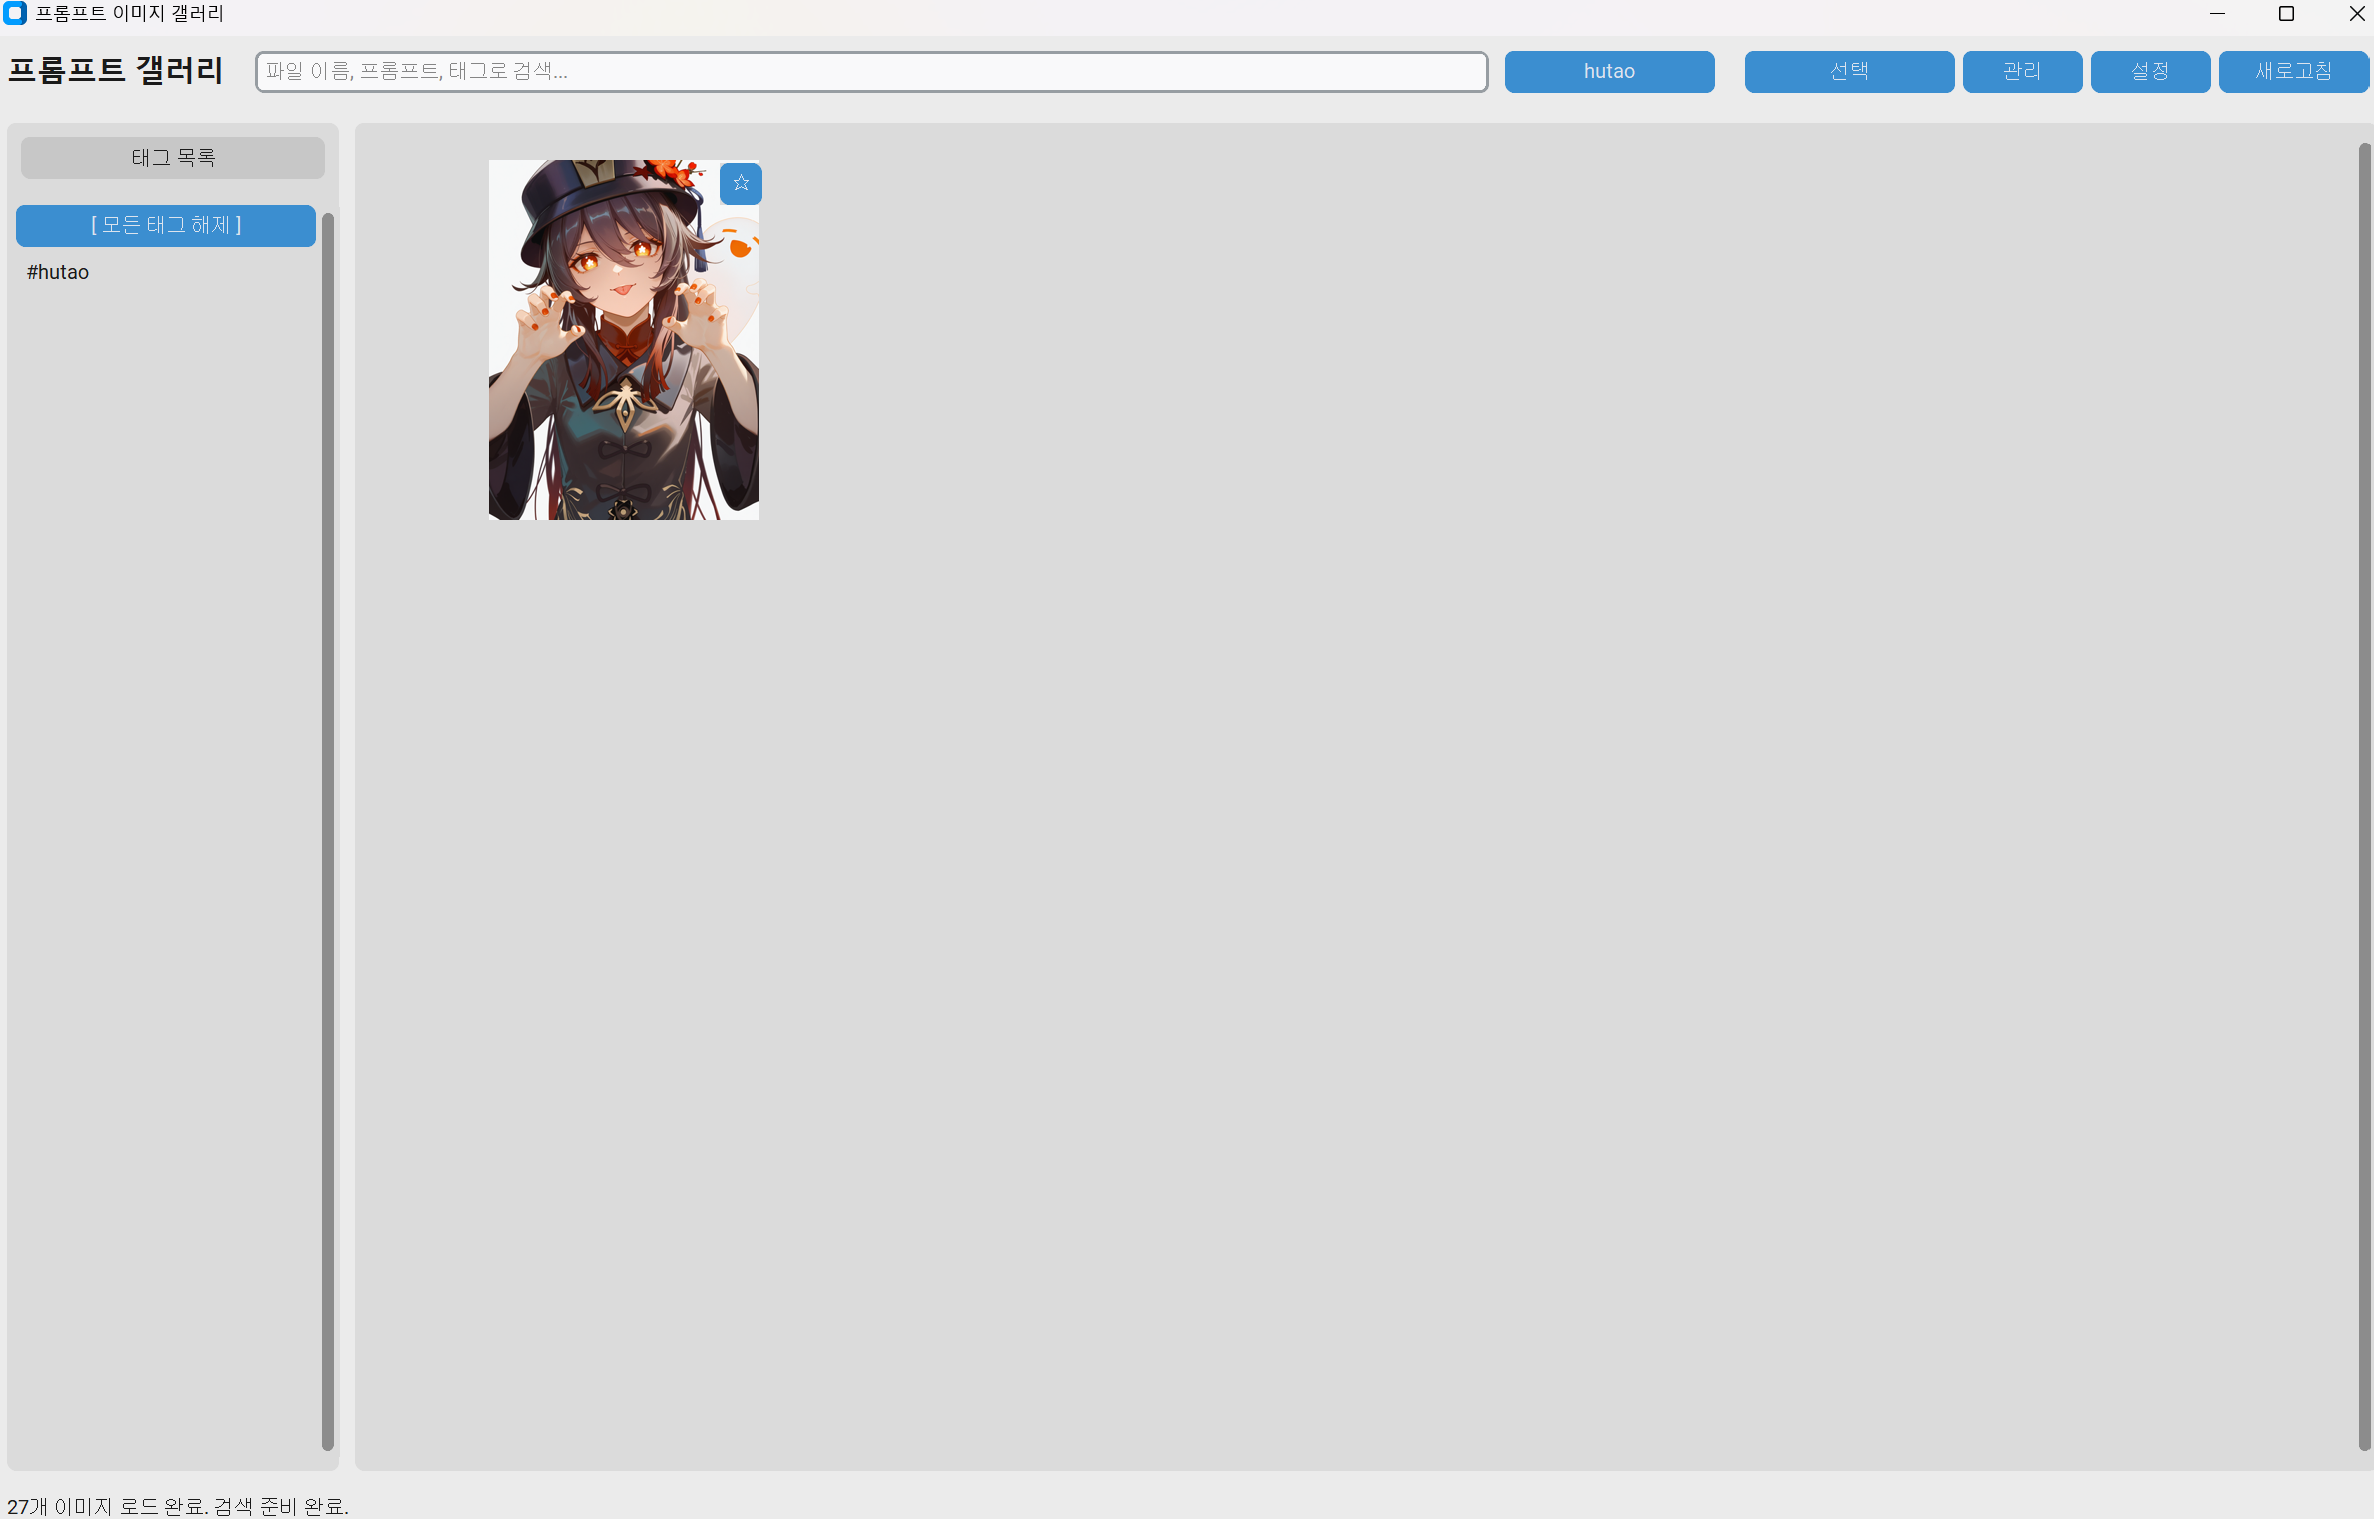 프롬프트 이미지 갤러리
프롬프트 갤러리
파일 이름, 프롬프트, 태그로 검색...
hutao
선택
관리
설정
새로고침
태그 목록
[ 모든 태그 해제 ]
#hutao
27개 이미지 로드 완료. 검색 준비 완료.